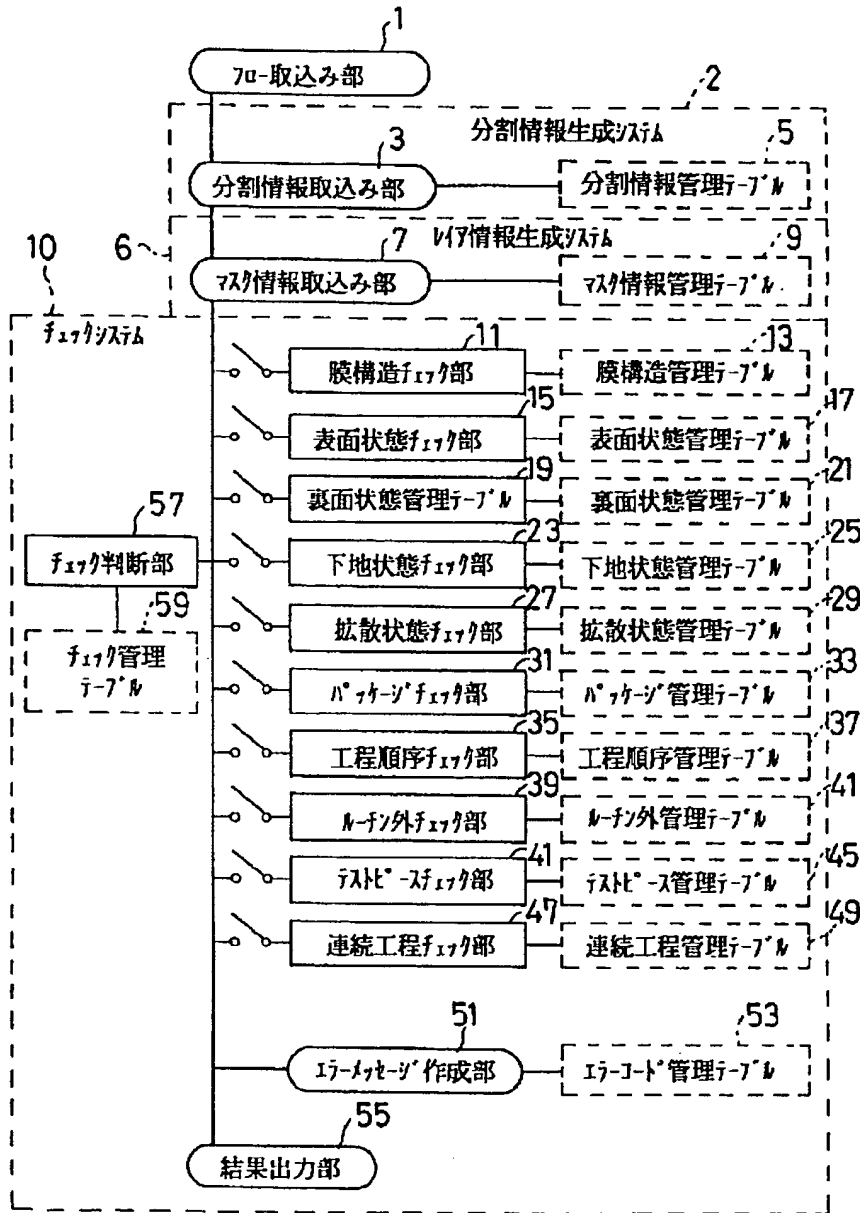 1
ﾌﾛｰ取込み部
2
分割情報生成ｼｽﾃﾑ
3
5
分割情報取込み部
分割情報管理ﾃｰﾌﾞﾙ
6
ﾚｲｱ情報生成ｼｽﾃﾑ
7
9
ﾏｽｸ情報取込み部
ﾏｽｸ情報管理ﾃｰﾌﾞﾙ
10
ﾁｪｯｸｼｽﾃﾑ
11
13
膜構造ﾁｪｯｸ部
膜構造管理ﾃｰﾌﾞﾙ
15
17
表面状態ﾁｪｯｸ部
表面状態管理ﾃｰﾌﾞﾙ
19
21
裏面状態管理ﾃｰﾌﾞﾙ
裏面状態管理ﾃｰﾌﾞﾙ
57
23
25
ﾁｪｯｸ判断部
下地状態ﾁｪｯｸ部
下地状態管理ﾃｰﾌﾞﾙ
59
ﾁｪｯｸ管理
ﾃｰﾌﾞﾙ
27
29
拡散状態ﾁｪｯｸ部
拡散状態管理ﾃｰﾌﾞﾙ
31
33
ﾊﾟｯｹｰｼﾞﾁｪｯｸ部
ﾊﾟｯｹｰｼﾞ管理ﾃｰﾌﾞﾙ
35
37
工程順序ﾁｪｯｸ部
工程順序管理ﾃｰﾌﾞﾙ
39
41
ﾙｰﾁﾝ外ﾁｪｯｸ部
ﾙｰﾁﾝ外管理ﾃｰﾌﾞﾙ
41
45
ﾃｽﾄﾋﾟｰｽﾁｪｯｸ部
ﾃｽﾄﾋﾟｰｽ管理ﾃｰﾌﾞﾙ
47
49
連続工程ﾁｪｯｸ部
連続工程管理ﾃｰﾌﾞﾙ
51
53
ｴﾗｰﾒｯｾｰｼﾞ作成部
ｴﾗｰｺｰﾄﾞ管理ﾃｰﾌﾞﾙ
55
結果出力部